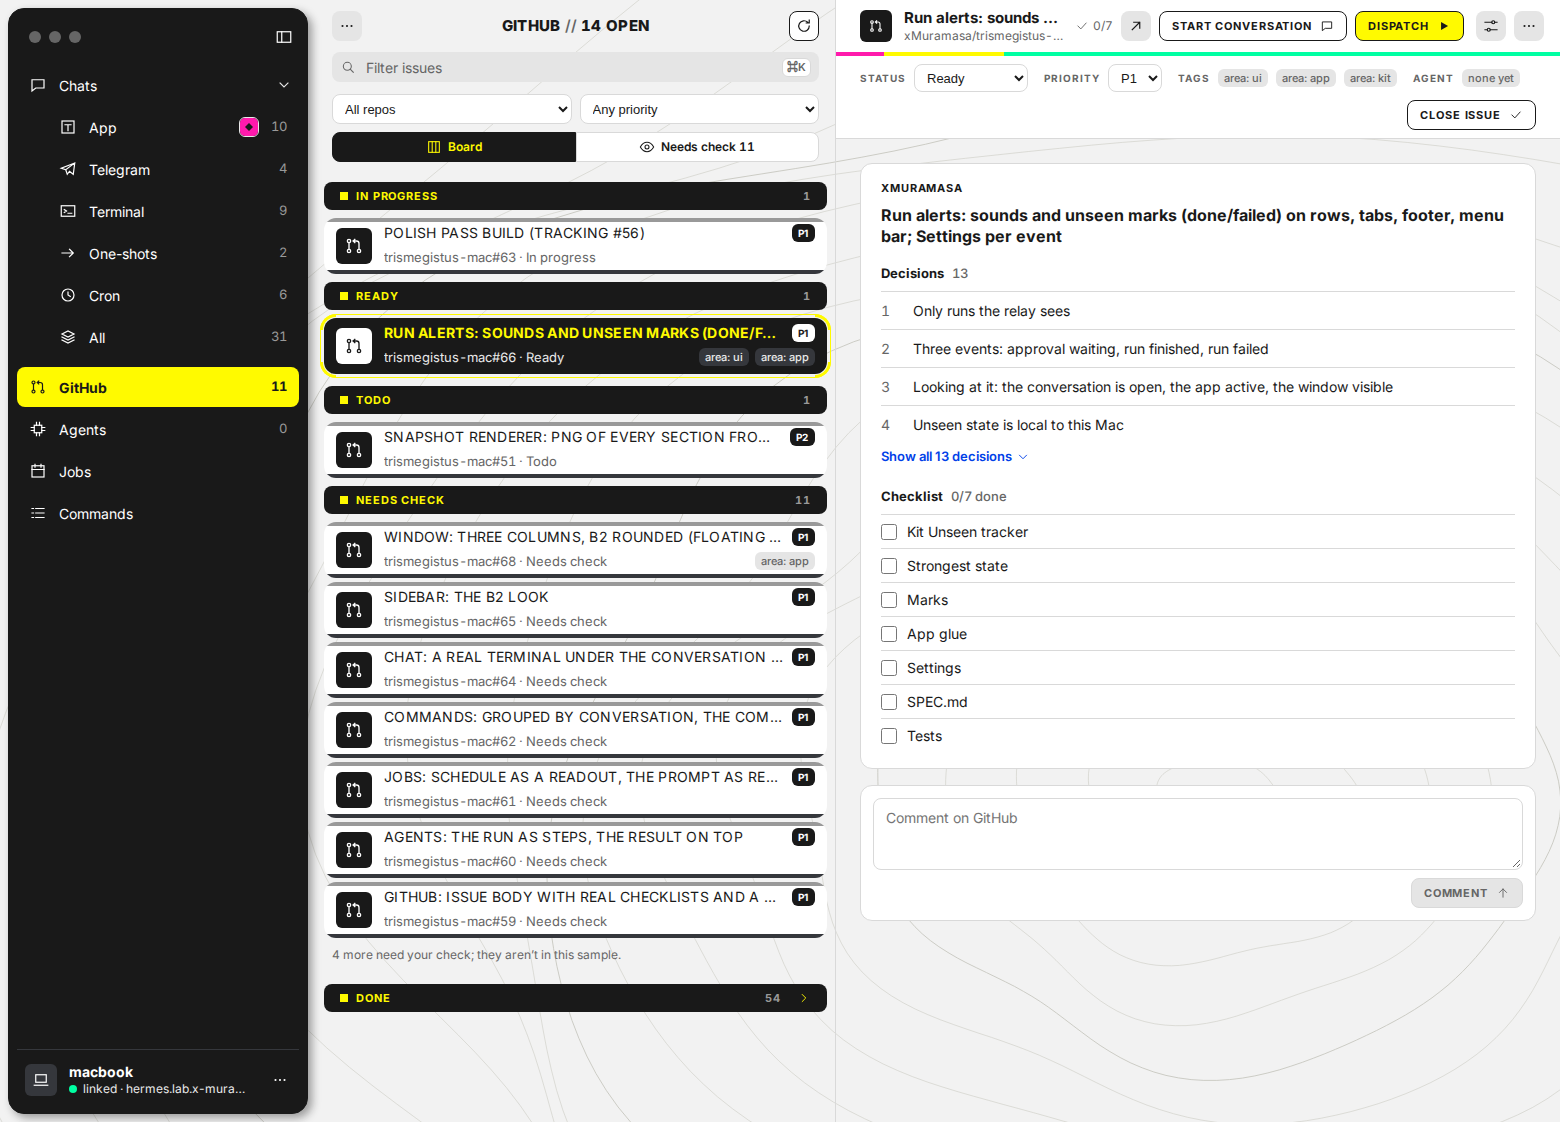 Chats
App 10
Telegram 4
Terminal 9
One-shots 2
Cron 6
All 31
GitHub 11
Agents 0
Jobs
Commands
macbook
linked · hermes.lab.x-mura...
GITHUB // 14 OPEN
Filter issues ⌘K
All repos Any priority
Board Needs check 11
IN PROGRESS 1
POLISH PASS BUILD (TRACKING #56) P1
trismegistus-mac#63 · In progress
READY 1
RUN ALERTS: SOUNDS AND UNSEEN MARKS (DONE/F... P1
trismegistus-mac#66 · Ready area: ui area: app
TODO 1
SNAPSHOT RENDERER: PNG OF EVERY SECTION FRO... P2
trismegistus-mac#51 · Todo
NEEDS CHECK 11
WINDOW: THREE COLUMNS, B2 ROUNDED (FLOATING ... P1
trismegistus-mac#68 · Needs check area: app
SIDEBAR: THE B2 LOOK P1
trismegistus-mac#65 · Needs check
CHAT: A REAL TERMINAL UNDER THE CONVERSATION ... P1
trismegistus-mac#64 · Needs check
COMMANDS: GROUPED BY CONVERSATION, THE COM... P1
trismegistus-mac#62 · Needs check
JOBS: SCHEDULE AS A READOUT, THE PROMPT AS RE... P1
trismegistus-mac#61 · Needs check
AGENTS: THE RUN AS STEPS, THE RESULT ON TOP P1
trismegistus-mac#60 · Needs check
GITHUB: ISSUE BODY WITH REAL CHECKLISTS AND A ... P1
trismegistus-mac#59 · Needs check
4 more need your check; they aren't in this sample.
DONE 54
Run alerts: sounds ...
xMuramasa/trismegistus-...
0/7
START CONVERSATION
DISPATCH
STATUS Ready PRIORITY P1 TAGS area: ui area: app area: kit AGENT none yet
CLOSE ISSUE
XMURAMASA
Run alerts: sounds and unseen marks (done/failed) on rows, tabs, footer, menu
bar; Settings per event
Decisions 13
1 Only runs the relay sees
2 Three events: approval waiting, run finished, run failed
3 Looking at it: the conversation is open, the app active, the window visible
4 Unseen state is local to this Mac
Show all 13 decisions
Checklist 0/7 done
Kit Unseen tracker
Strongest state
Marks
App glue
Settings
SPEC.md
Tests
Comment on GitHub
COMMENT